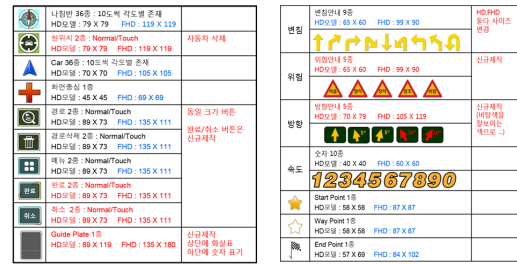 나침반 36종 : 10도씩 각도별 존재
HD모델 : 79 X 79 FHD : 119 X 119
현위치 2종 : Normal/Touch
HD모델 : 79 X 79 FHD : 119 X 119
자동차 삭제
Car 36종 : 10도씩 각도별 존재
HD모델 : 70 X 70 FHD : 105 X 105
화면중심 1종
HD모델 : 45 X 45 FHD : 69 X 69
경로 2종 : Normal/Touch
HD모델 : 89 X 73 FHD : 135 X 111
동일 크기 버튼
경로삭제 2종 : Normal/Touch
HD모델 : 89 X 73 FHD : 135 X 111
완료/취소 버튼은
신규제작
메뉴 2종 : Normal/Touch
HD모델 : 89 X 73 FHD : 135 X 111
완료
완료 2종 : Normal/Touch
HD모델 : 89 X 73 FHD : 135 X 111
취소
취소 2종 : Normal/Touch
HD모델 : 89 X 73 FHD : 135 X 111
Guide Plate 1종
HD모델 : 89 X 119 FHD : 135 X 180
신규제작
상단에 화살표
하단에 숫자 표기
변침
변침안내 9종
HD모델 : 65 X 60 FHD : 99 X 90
HD,FHD
둘다 사이즈
변경
위험
위험안내 5종
HD모델 : 65 X 60 FHD : 99 X 90
신규제작
방향
방향안내 5종
HD모델 : 70 X 79 FHD : 105 X 119
신규제작
(바탕색을
잘보이는
색으로 ..)
5° 5° 10° 10°
속도
숫자 10종
HD모델 : 40 X 40 FHD : 60 X 60
1234567890
Start Point 1종
HD모델 : 58 X 58 FHD : 87 X 87
Way Point 1종
HD모델 : 58 X 58 FHD : 87 X 87
End Point 1종
HD모델 : 57 X 69 FHD : 84 X 102